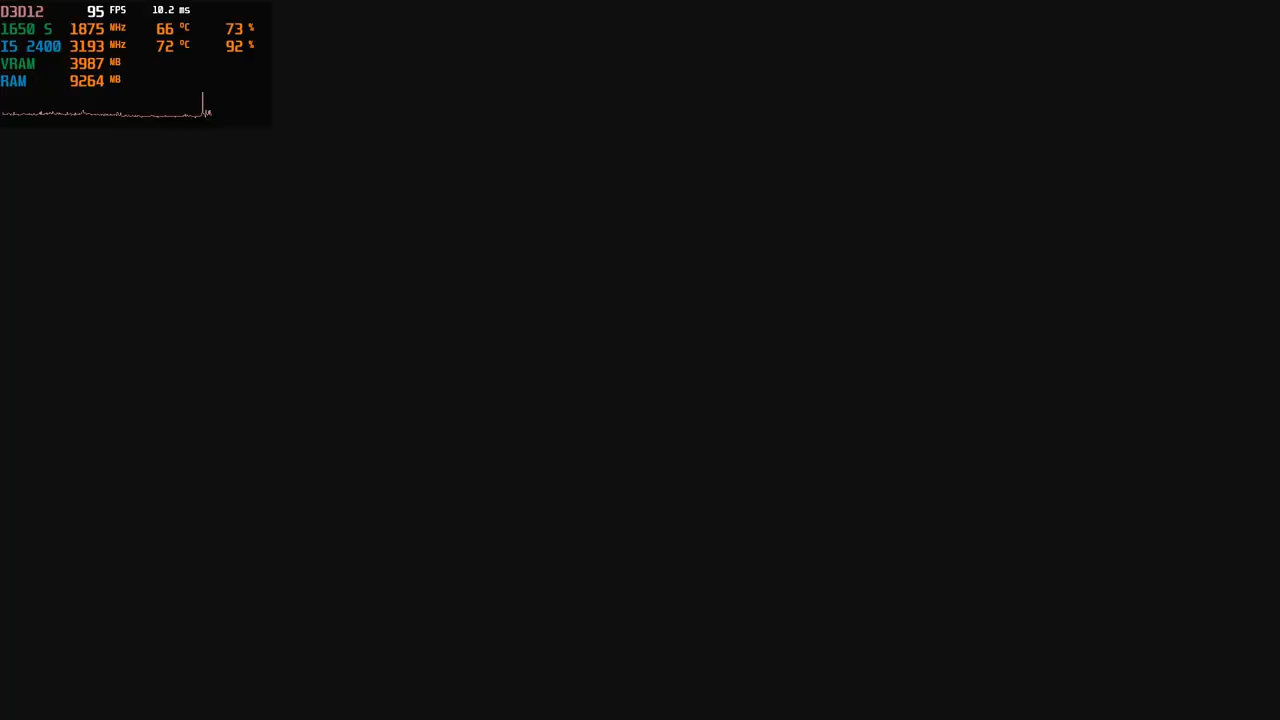 D3D12 95 FPS 10.2 ms
1650 S 1875 MHz 66 °C 73 %
I5 2400 3193 MHz 72 °C 92 %
VRAM 3987 MB
RAM 9264 MB